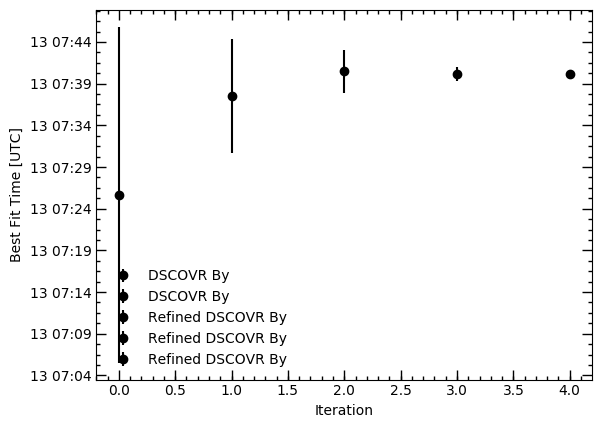 13 07:44
13 07:39
13 07:34
13 07:29
13 07:24
13 07:19
13 07:14
13 07:09
13 07:04
Best Fit Time [UTC]
DSCOVR By
DSCOVR By
Refined DSCOVR By
Refined DSCOVR By
Refined DSCOVR By
0.0 0.5 1.0 1.5 2.0 2.5 3.0 3.5 4.0
Iteration